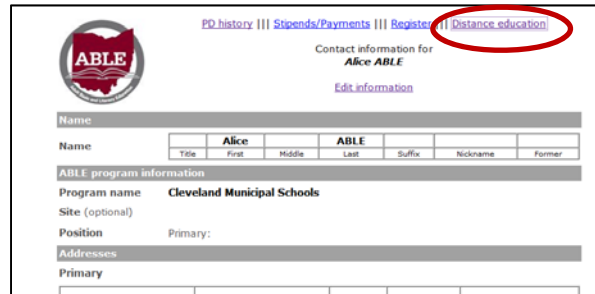 PD history ||| Stipends/Payments ||| Register ||| Distance education
ABLE
Contact information for
Alice ABLE
Edit information
Name
Name
Alice ABLE
Title First Middle Last Suffix Nickname Former
ABLE program information
Program name Cleveland Municipal Schools
Site (optional)
Position Primary:
Addresses
Primary